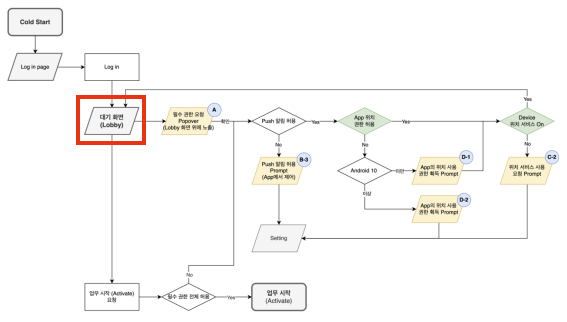 Cold Start
Log in page
Log in
대기 화면
(Lobby)
A
필수 권한 요청
Popover
(Lobby 화면 위에 노출)
확인
Push 알림 허용
Yes
App 위치
권한 허용
Yes
Device
위치 서비스 On
Yes
No
No
No
B-3
Push 알림 허용
Prompt
(App에서 제어)
Android 10
미만
D-1
App의 위치 사용
권한 획득 Prompt
C-2
위치 서비스 사용
요청 Prompt
이상
D-2
App의 위치 사용
권한 획득 Prompt
Setting
No
업무 시작 (Activate)
요청
필수 권한 전체 허용
Yes
업무 시작
(Activate)